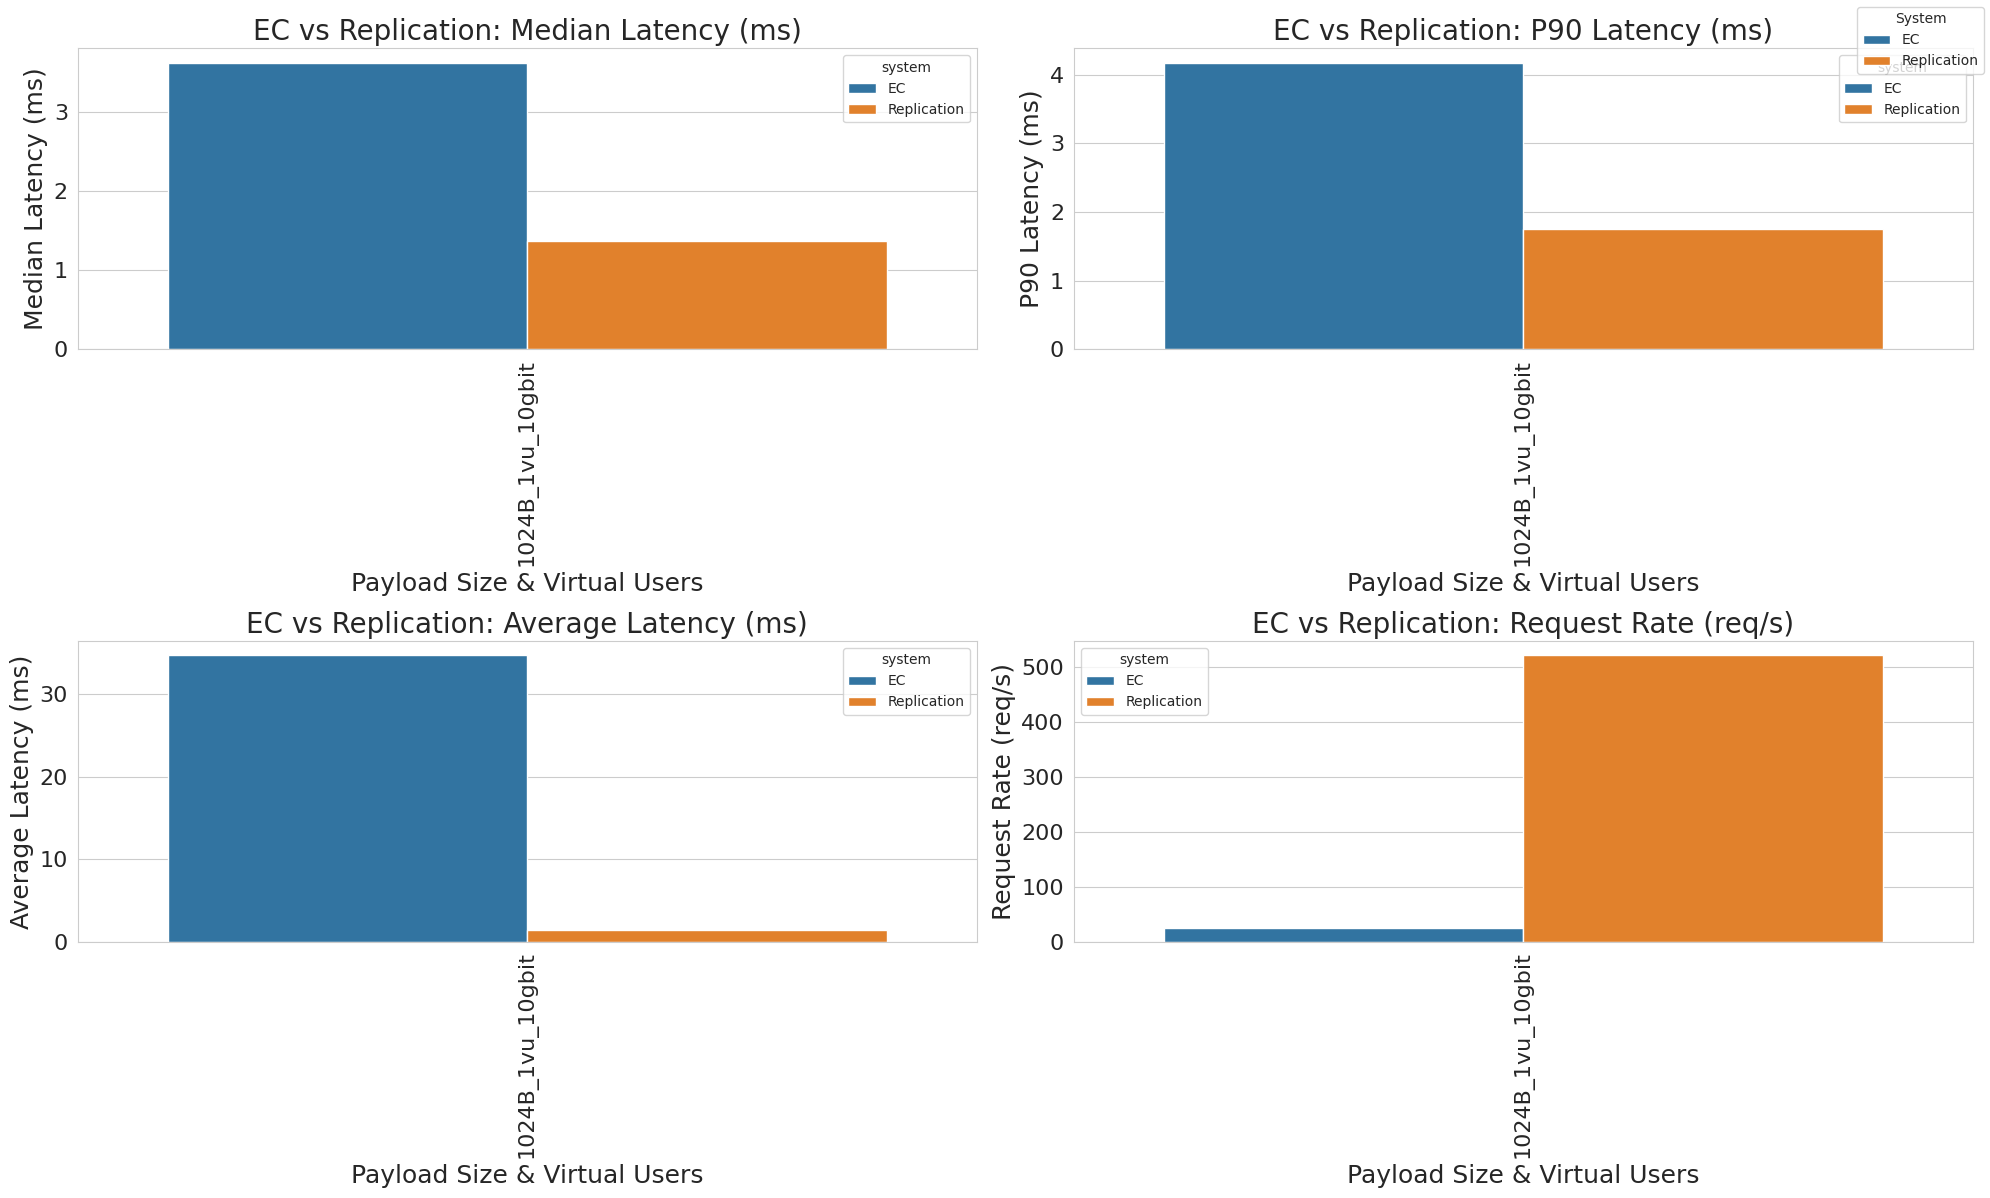 EC vs Replication: Median Latency (ms)
Median Latency (ms)
3
2
1
0
system
EC
Replication
1024B_1vu_10gbit
Payload Size & Virtual Users
EC vs Replication: P90 Latency (ms)
P90 Latency (ms)
4
3
2
1
0
System
EC
Replication
system
EC
Replication
1024B_1vu_10gbit
Payload Size & Virtual Users
EC vs Replication: Average Latency (ms)
Average Latency (ms)
30
20
10
0
system
EC
Replication
1024B_1vu_10gbit
Payload Size & Virtual Users
EC vs Replication: Request Rate (req/s)
Request Rate (req/s)
500
400
300
200
100
0
system
EC
Replication
1024B_1vu_10gbit
Payload Size & Virtual Users